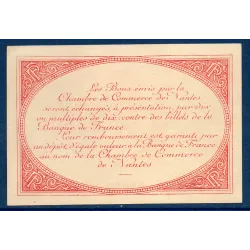 Les Bons émis par la
Chambre de Commerce de Nantes
seront échangés, à présentation, par dix
ou multiples de dix, contre des billets de la
Banque de France.
Leur remboursement est garanti par
un dépôt d'égale valeur à la Banque de France
au nom de la Chambre de Commerce
de Nantes